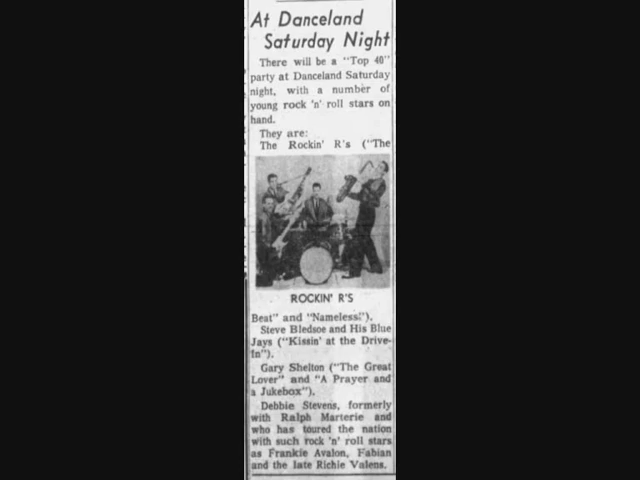 At Danceland
Saturday Night
There will be a "Top 40"
party at Danceland Saturday
night, with a number of
young rock 'n' roll stars on
hand.
They are:
The Rockin' R's ("The
ROCKIN' R'S
Beat" and "Nameless").
Steve Bledsoe and His Blue
Jays ("Kissin' at the Drive-
In").
Gary Shelton ("The Great
Lover" and "A Prayer and
a Jukebox").
Debbie Stevens, formerly
with Ralph Marterie and
who has toured the nation
with such rock 'n' roll stars
as Frankie Avalon, Fabian
and the late Richie Valens.